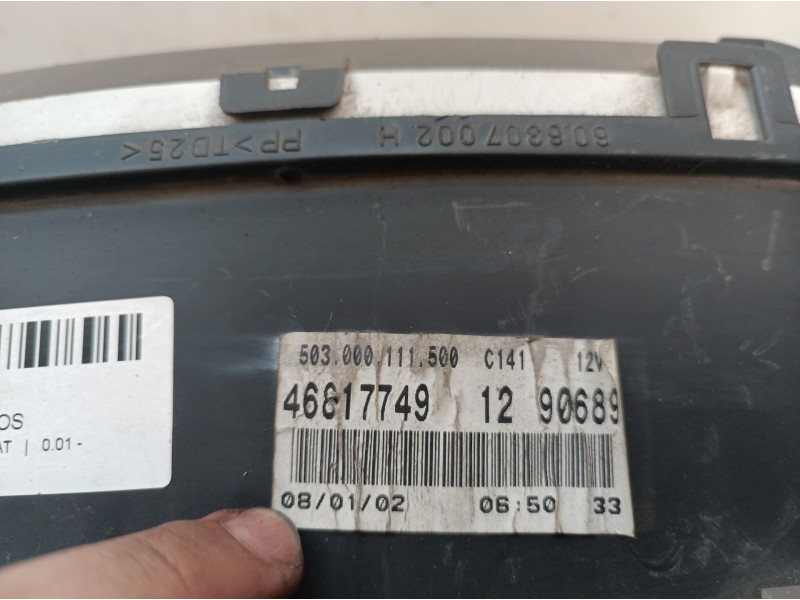 60.6307.002 H PP>TD25<
OS
AT | 0.01 -
503.000.111.500 C141 12V
46817749 12 90689
08/01/02 06:50 33